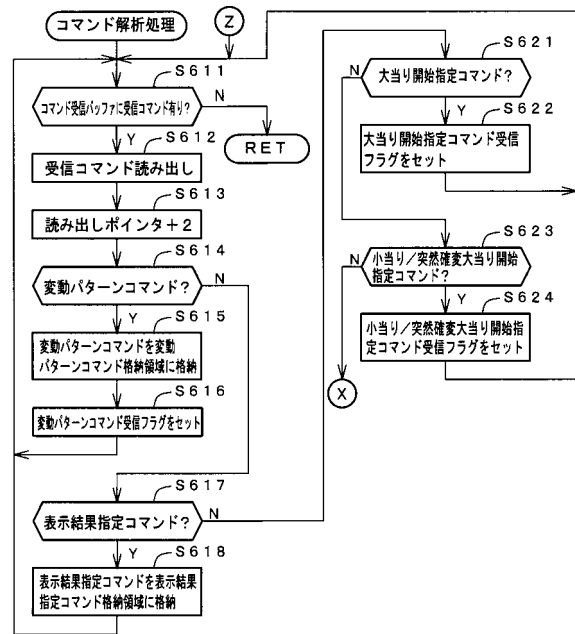 コマンド解析処理
Z
S611
コマンド受信バッファに受信コマンド有り?
N
Y
RET
S612
受信コマンド読み出し
S613
読み出しポインタ+2
S614
変動パターンコマンド?
N
Y
S615
変動パターンコマンドを変動
パターンコマンド格納領域に格納
S616
変動パターンコマンド受信フラグをセット
S617
表示結果指定コマンド?
N
Y
S618
表示結果指定コマンドを表示結果
指定コマンド格納領域に格納
S621
N
大当り開始指定コマンド?
Y
S622
大当り開始指定コマンド受信
フラグをセット
S623
N
小当り/突然確変大当り開始
指定コマンド?
Y
S624
小当り/突然確変大当り開始指
定コマンド受信フラグをセット
X